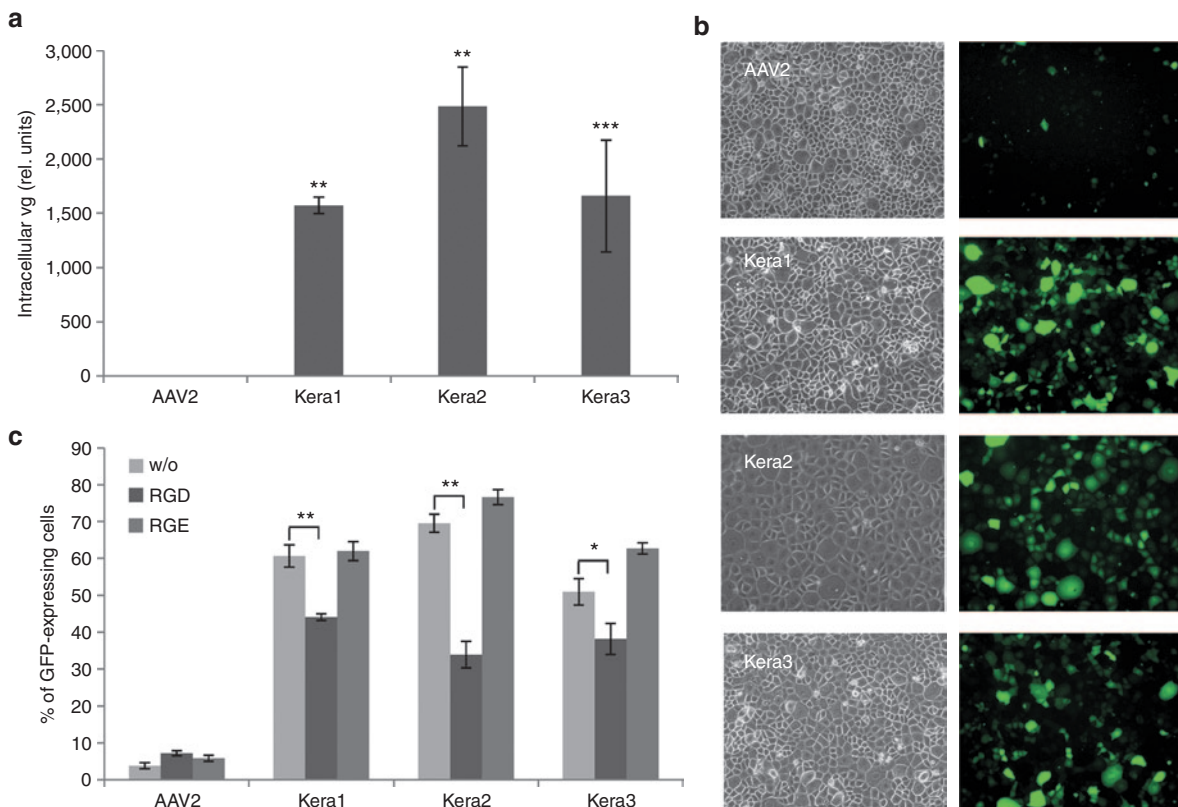 a
Intracellular vg (rel. units)
3,000
2,500
2,000
1,500
1,000
500
0
**
**
***
AAV2 Kera1 Kera2 Kera3
b
AAV2
Kera1
Kera2
Kera3
c
% of GFP-expressing cells
90
80
70
60
50
40
30
20
10
0
w/o
RGD
RGE
**
**
*
AAV2 Kera1 Kera2 Kera3